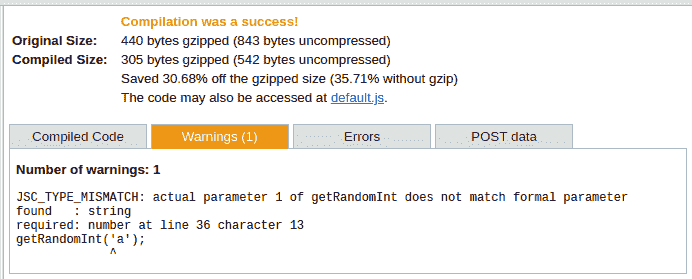 Compilation was a success!
Original Size: 440 bytes gzipped (843 bytes uncompressed)
Compiled Size: 305 bytes gzipped (542 bytes uncompressed)
Saved 30.68% off the gzipped size (35.71% without gzip)
The code may also be accessed at default.js.
Compiled Code Warnings (1) Errors POST data
Number of warnings: 1
JSC_TYPE_MISMATCH: actual parameter 1 of getRandomInt does not match formal parameter
found   : string
required: number at line 36 character 13
getRandomInt('a');
             ^